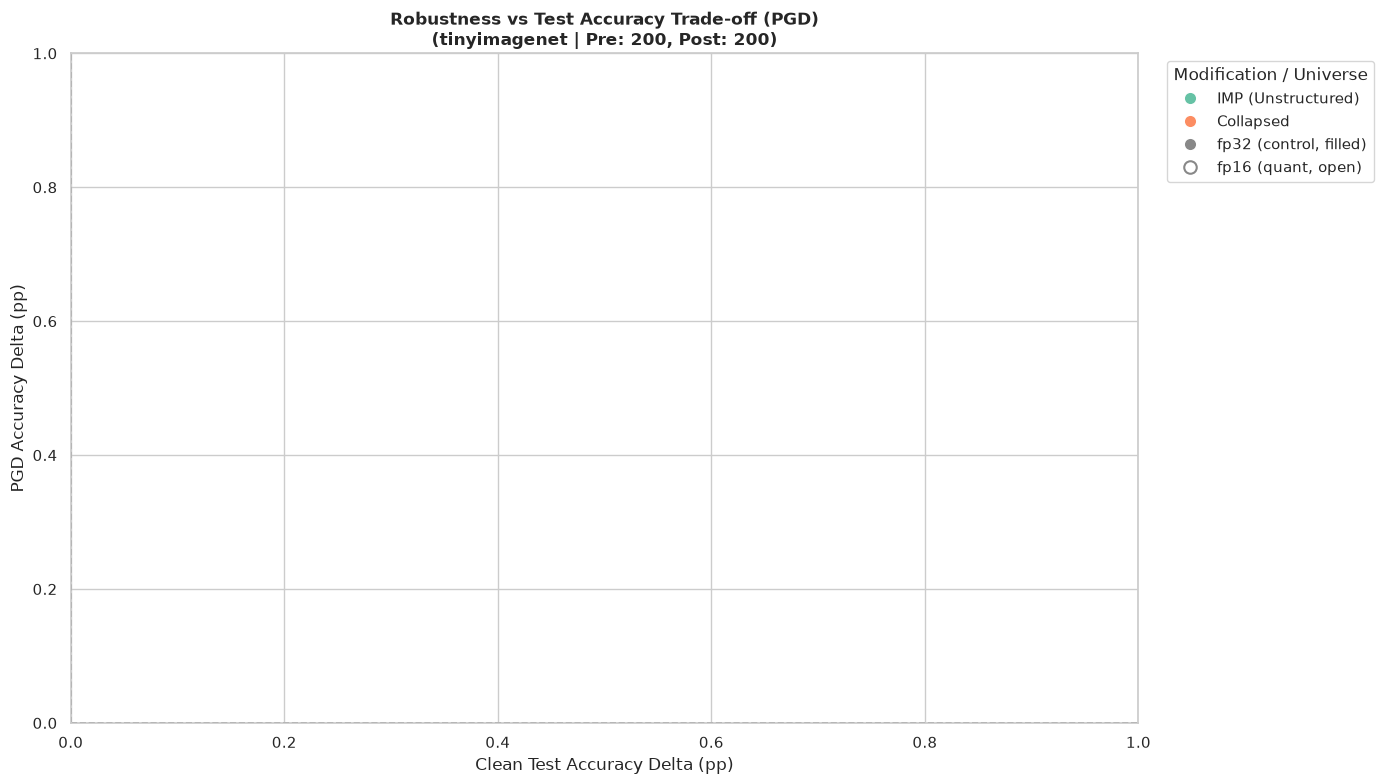 Robustness vs Test Accuracy Trade-off (PGD)
(tinyimagenet | Pre: 200, Post: 200)
Modification / Universe
IMP (Unstructured)
Collapsed
fp32 (control, filled)
fp16 (quant, open)
PGD Accuracy Delta (pp)
1.0
0.8
0.6
0.4
0.2
0.0
0.0 0.2 0.4 0.6 0.8 1.0
Clean Test Accuracy Delta (pp)